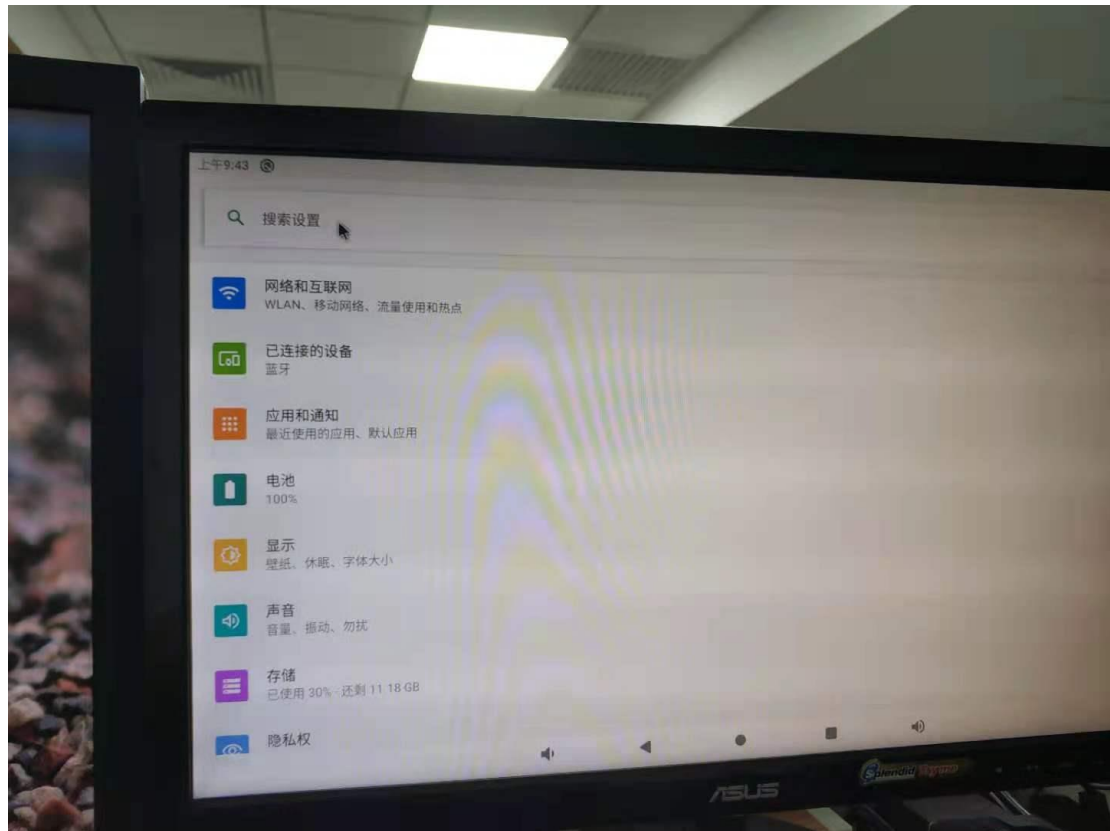 上午9:43
搜索设置
网络和互联网
WLAN、移动网络、流量使用和热点
已连接的设备
蓝牙
应用和通知
最近使用的应用、默认应用
电池
100%
显示
壁纸、休眠、字体大小
声音
音量、振动、勿扰
存储
已使用 30% - 还剩 11.18 GB
隐私权
ASUS
Splendid